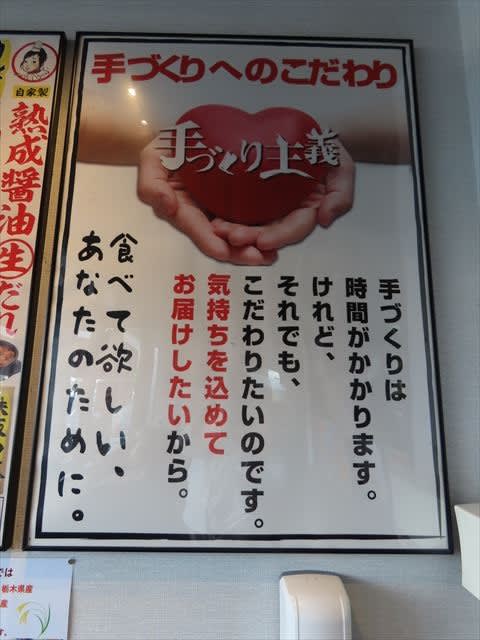 手づくりへのこだわり
手づくり主義
手づくりは
時間がかかります。
けれど、
それでも、
こだわりたいのです。
気持ちを込めて
お届けしたいから。
食べて欲しい、
あなたのために。
自家製
熟成醤油生だれ
では
栃木県産
産
す。